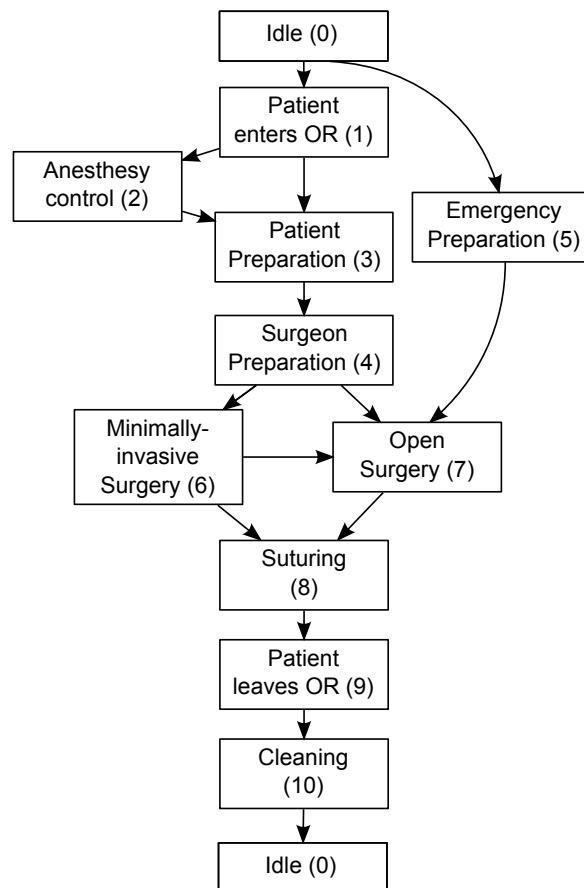 Idle (0)
Patient
enters OR (1)
Anesthesy
control (2)
Emergency
Preparation (5)
Patient
Preparation (3)
Surgeon
Preparation (4)
Minimally-
invasive
Surgery (6)
Open
Surgery (7)
Suturing
(8)
Patient
leaves OR (9)
Cleaning
(10)
Idle (0)